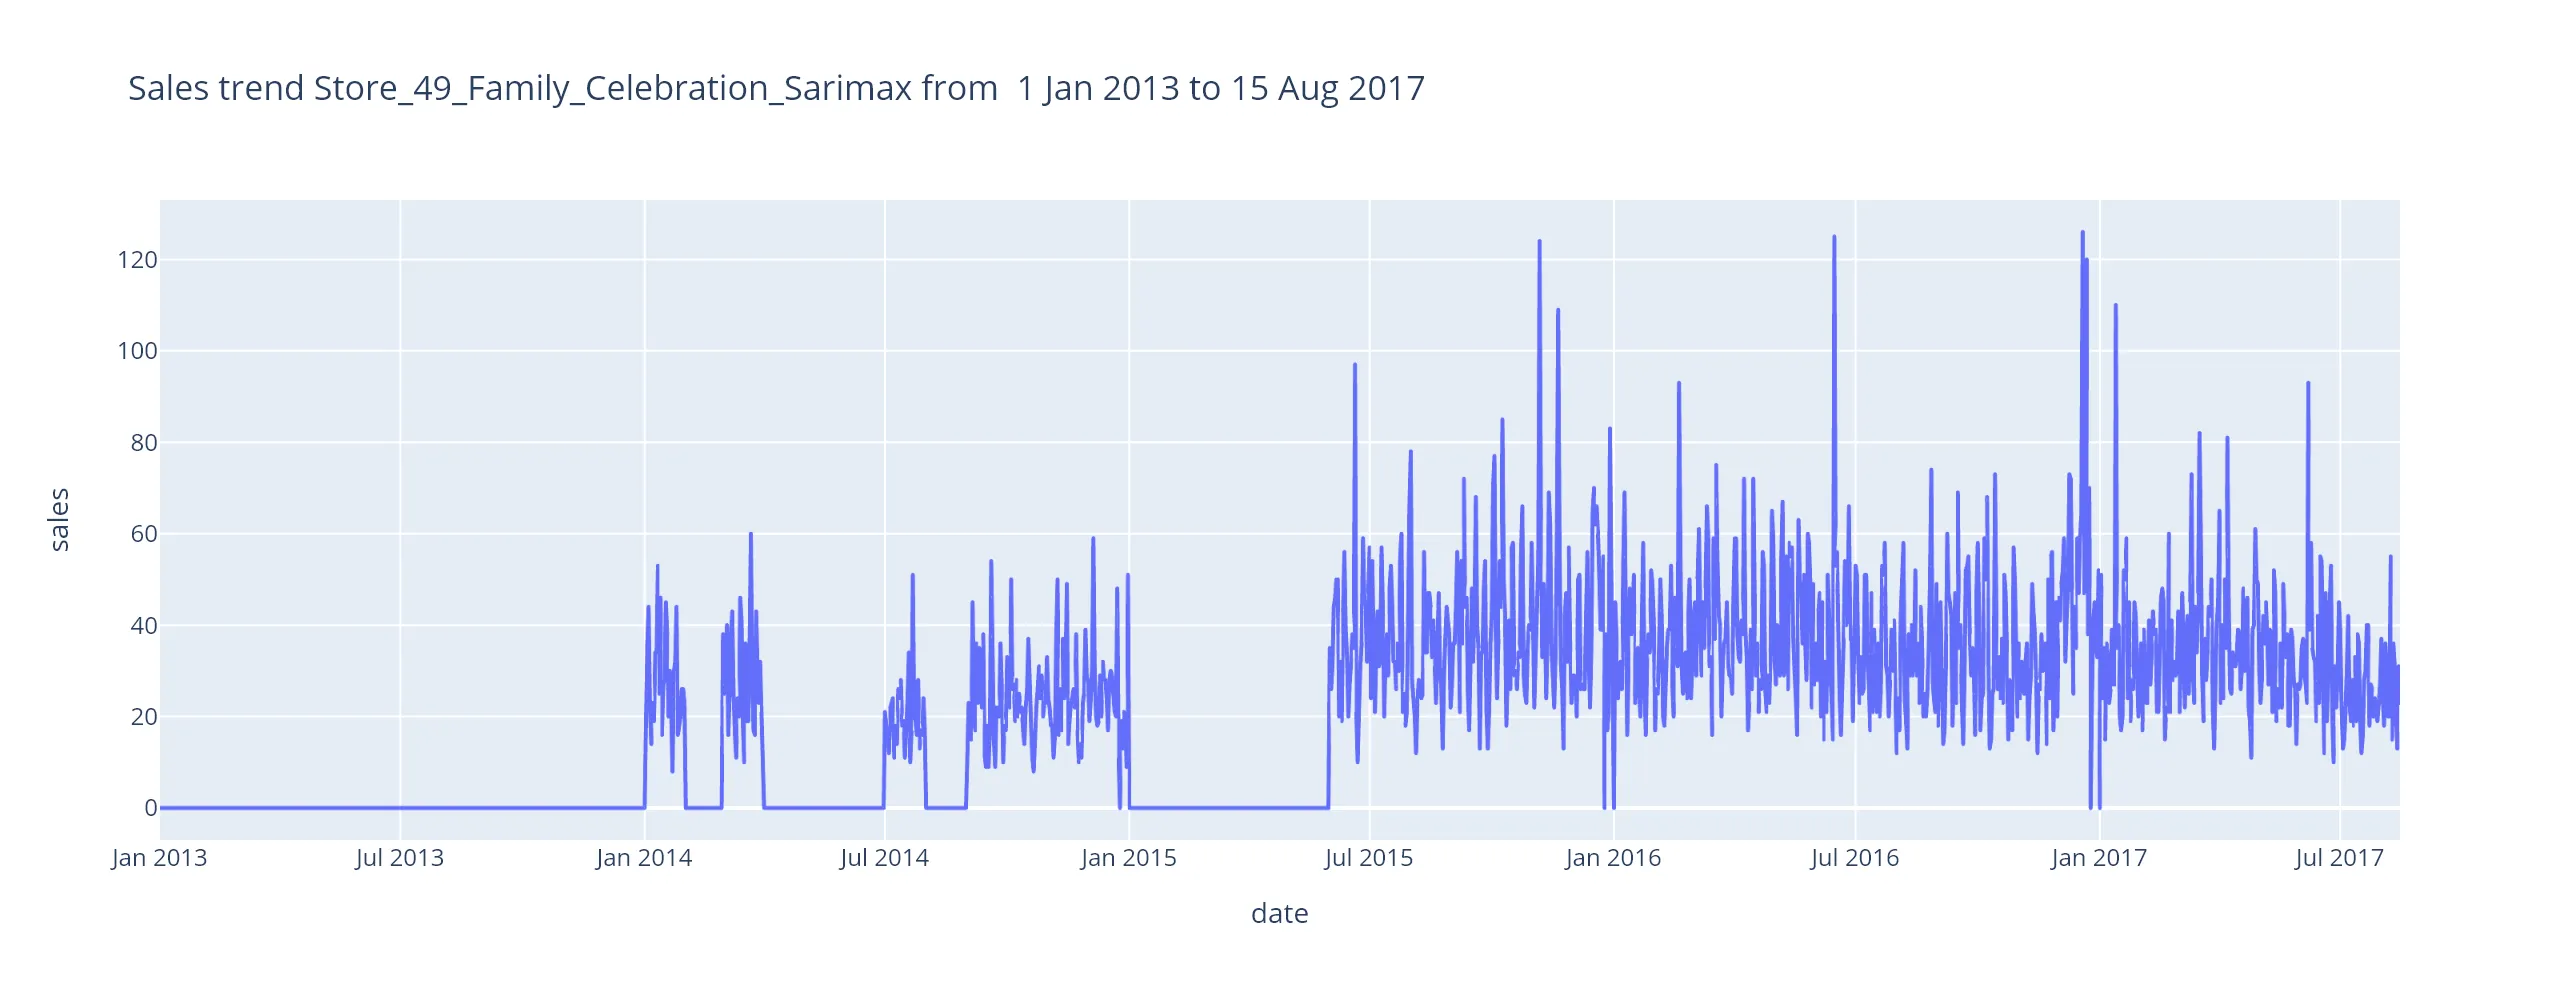 Sales trend Store_49_Family_Celebration_Sarimax from  1 Jan 2013 to 15 Aug 2017
120
100
80
60
40
20
0
sales
Jan 2013 Jul 2013 Jan 2014 Jul 2014 Jan 2015 Jul 2015 Jan 2016 Jul 2016 Jan 2017 Jul 2017
date